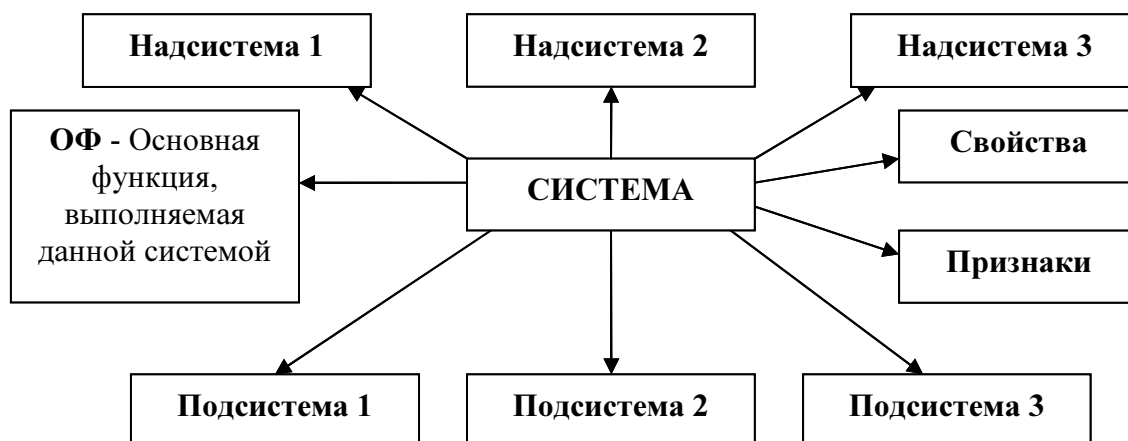 Надсистема 1
Надсистема 2
Надсистема 3
ОФ - Основная
функция,
выполняемая
данной системой
СИСТЕМА
Свойства
Признаки
Подсистема 1
Подсистема 2
Подсистема 3